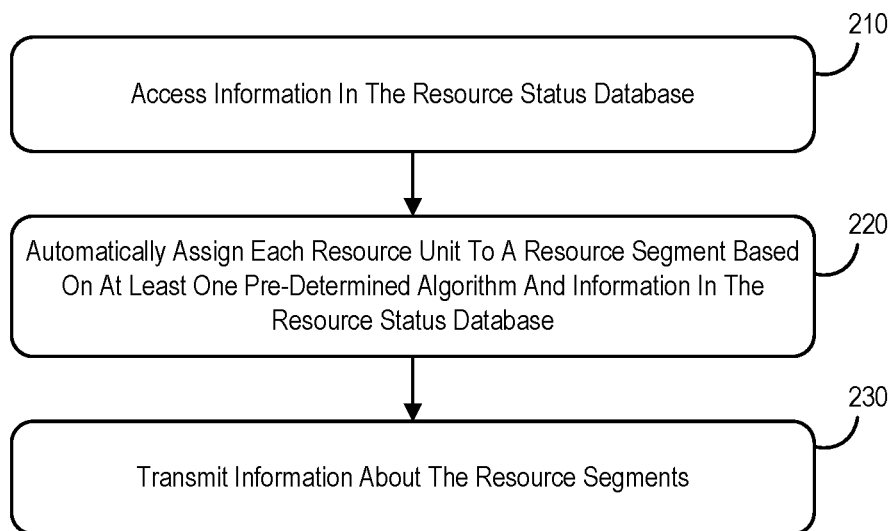 210
Access Information In The Resource Status Database
220
Automatically Assign Each Resource Unit To A Resource Segment Based
On At Least One Pre-Determined Algorithm And Information In The
Resource Status Database
230
Transmit Information About The Resource Segments